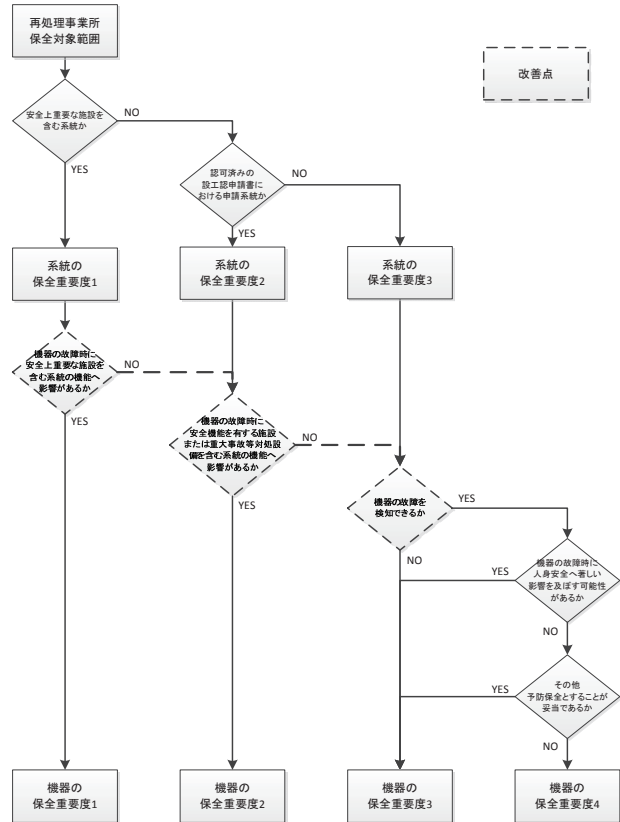 再処理事業所
保全対象範囲
改善点
安全上重要な施設を
含む系統か
NO
YES
認可済みの
設工認申請書に
おける申請系統か
NO
YES
系統の
保全重要度1
系統の
保全重要度2
系統の
保全重要度3
機器の故障時に
安全上重要な施設を
含む系統の機能へ
影響があるか
NO
YES
機器の故障時に
安全機能を有する施設
または重大事故等対処設
備を含む系統の機能へ
影響があるか
NO
YES
機器の故障を
検知できるか
YES
NO
機器の故障時に
人身安全へ著しい
影響を及ぼす可能性
があるか
YES
NO
その他
予防保全とすることが
妥当であるか
YES
NO
機器の
保全重要度1
機器の
保全重要度2
機器の
保全重要度3
機器の
保全重要度4